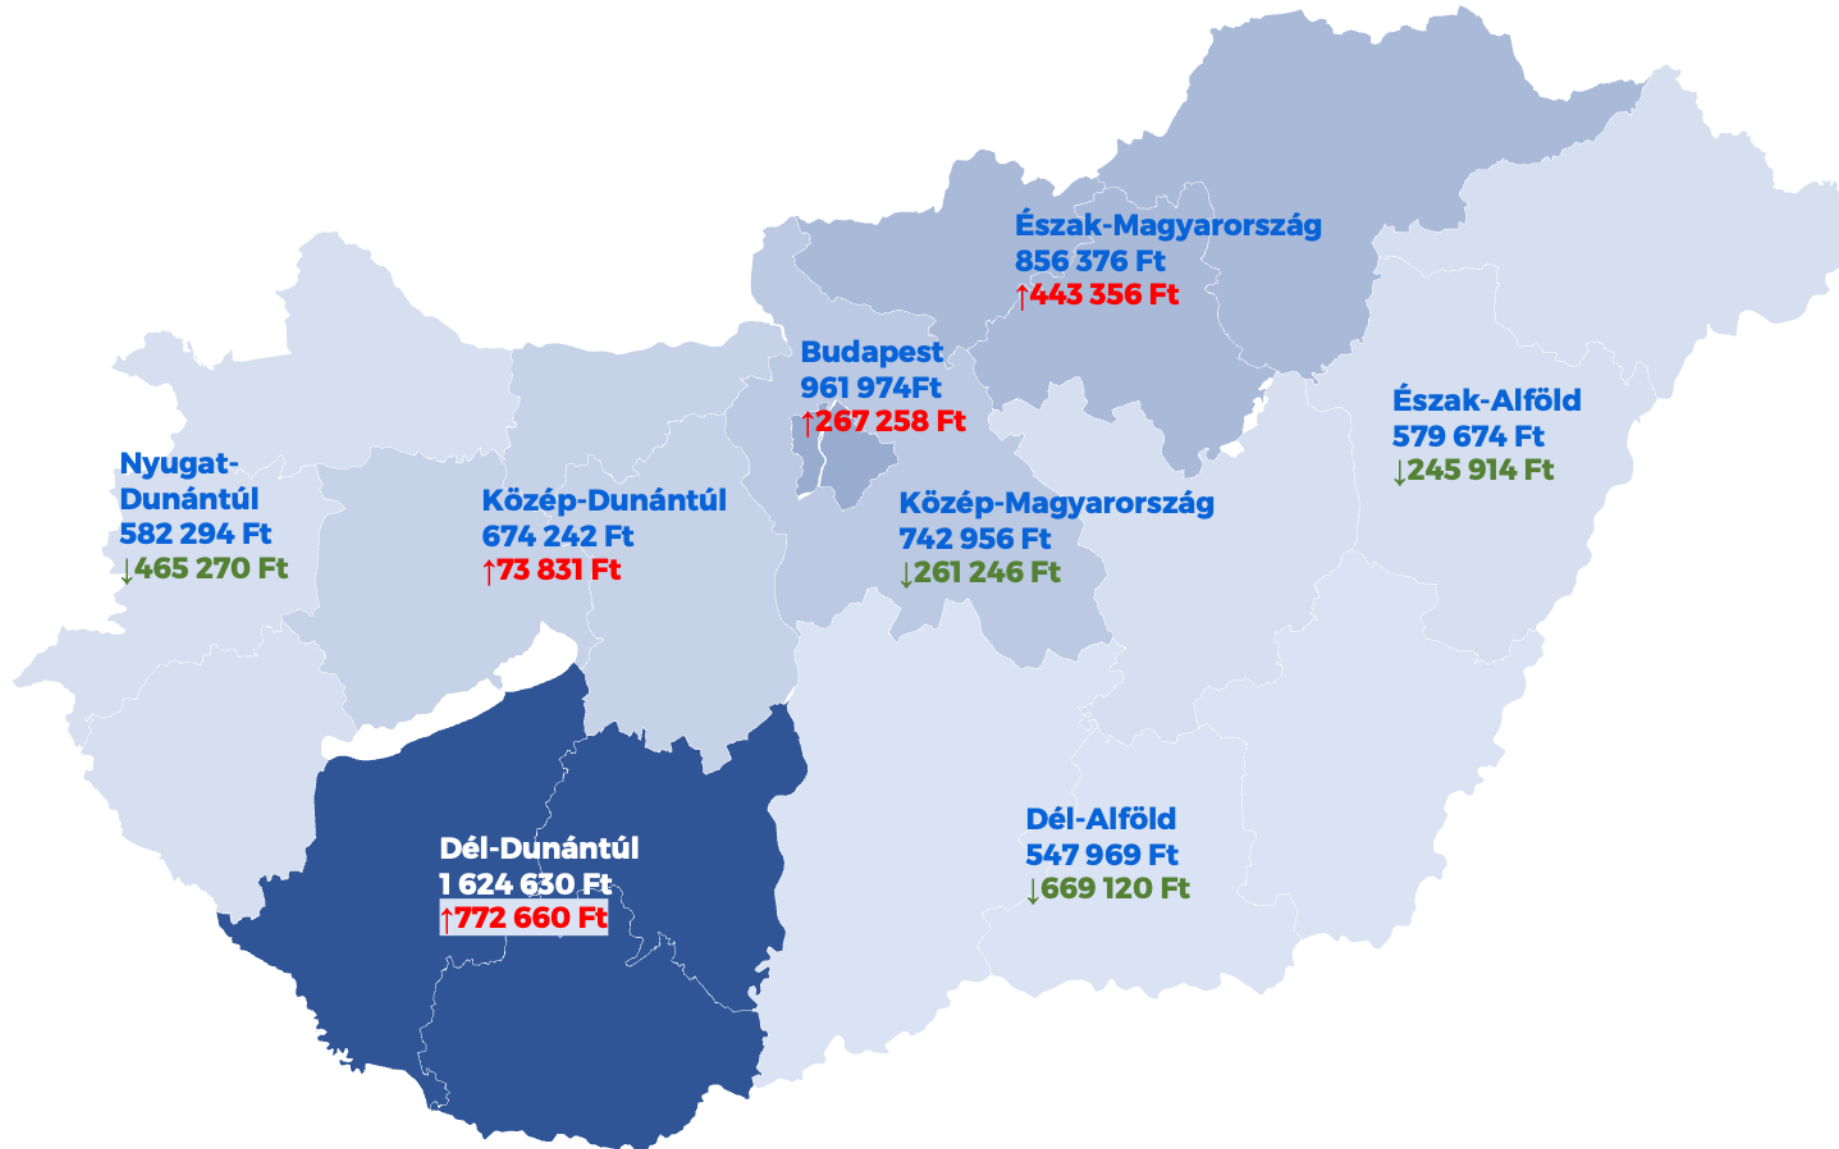 Észak-Magyarország
856 376 Ft
↑443 356 Ft
Budapest
961 974Ft
↑267 258 Ft
Észak-Alföld
579 674 Ft
↓245 914 Ft
Nyugat-
Dunántúl
582 294 Ft
↓465 270 Ft
Közép-Dunántúl
674 242 Ft
↑73 831 Ft
Közép-Magyarország
742 956 Ft
↓261 246 Ft
Dél-Dunántúl
1 624 630 Ft
↑772 660 Ft
Dél-Alföld
547 969 Ft
↓669 120 Ft